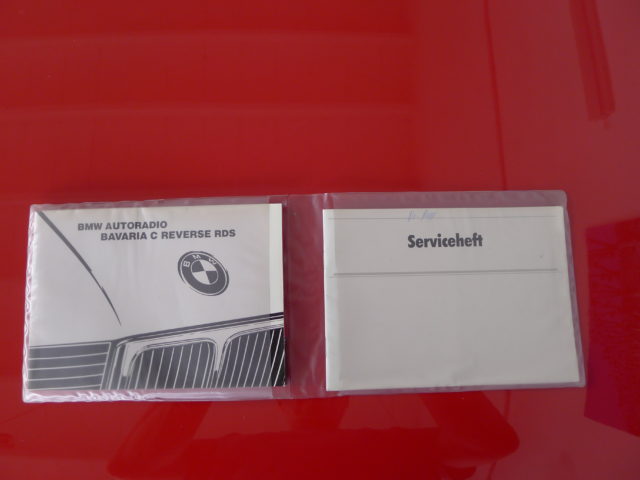 BMW AUTORADIO
BAVARIA C REVERSE RDS
BMW
Serviceheft